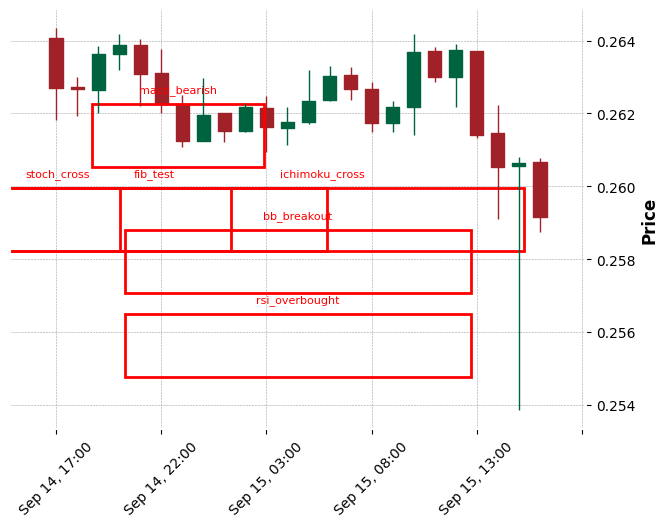 0.264
macd_bearish
0.262
stoch_cross fib_test ichimoku_cross
0.260
bb_breakout
0.258
rsi_overbought
0.256
0.254
Price
Sep 14, 17:00
Sep 14, 22:00
Sep 15, 03:00
Sep 15, 08:00
Sep 15, 13:00